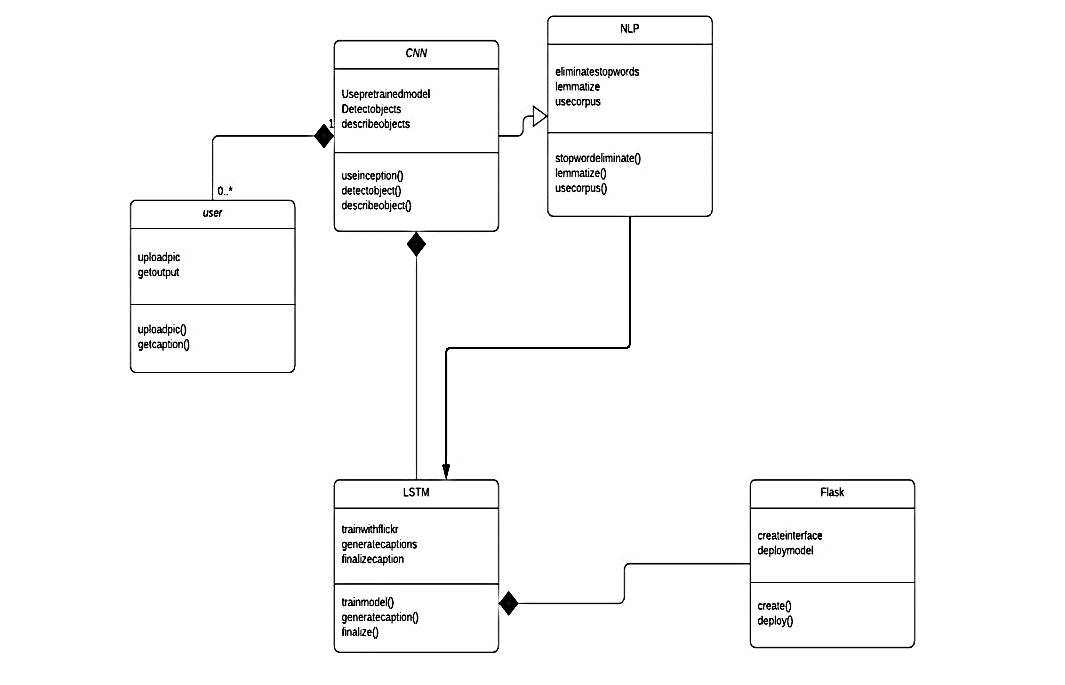 CNN
Usepretrainedmodel
Detectobjects
describeobjects
useinception()
detectobject()
describeobject()
NLP
eliminatestopwords
lemmatize
usecorpus
stopwordeliminate()
lemmatize()
usecorpus()
1
0..*
user
uploadpic
getoutput
uploadpic()
getcaption()
LSTM
trainwithflickr
generatecaptions
finalizecaption
trainmodel()
generatecaption()
finalize()
Flask
createinterface
deploymodel
create()
deploy()